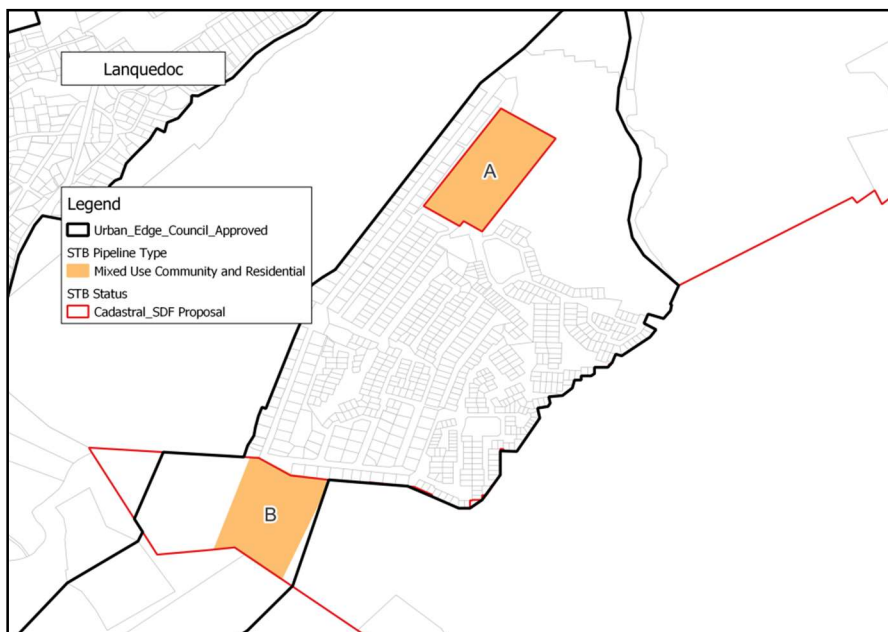 Lanquedoc
A
Legend
Urban_Edge_Council_Approved
STB Pipeline Type
Mixed Use Community and Residential
STB Status
Cadastral_SDF Proposal
B